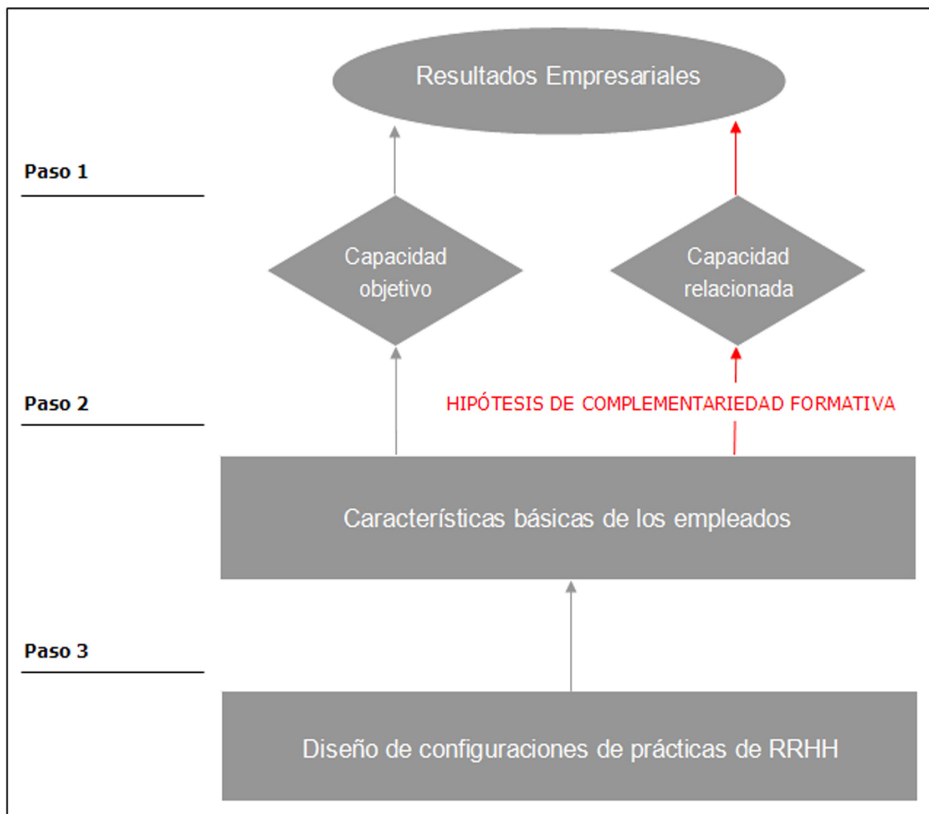 Resultados Empresariales
Paso 1
Capacidad
objetivo
Capacidad
relacionada
Paso 2
HIPÓTESIS DE COMPLEMENTARIEDAD FORMATIVA
Características básicas de los empleados
Paso 3
Diseño de configuraciones de prácticas de RRHH